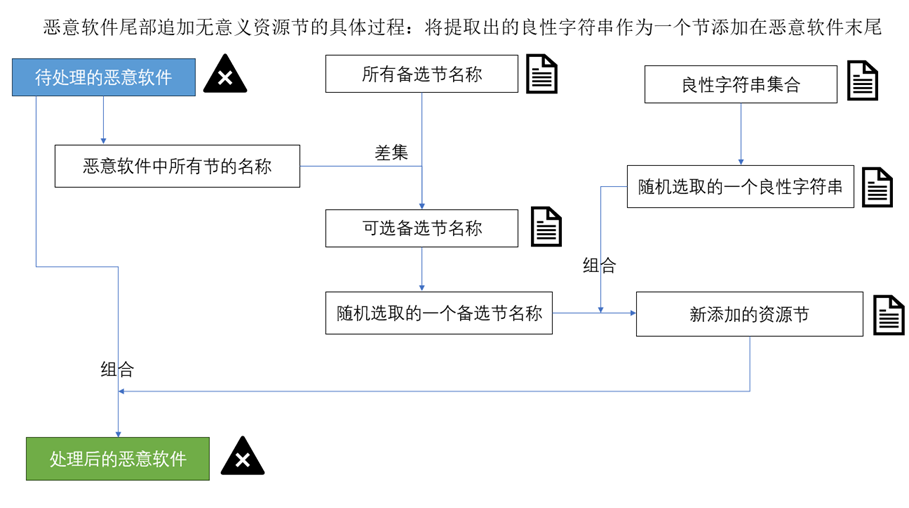 恶意软件尾部追加无意义资源节的具体过程：将提取出的良性字符串作为一个节添加在恶意软件末尾
待处理的恶意软件
所有备选节名称
良性字符串集合
恶意软件中所有节的名称
差集
随机选取的一个良性字符串
可选备选节名称
组合
随机选取的一个备选节名称
新添加的资源节
组合
处理后的恶意软件